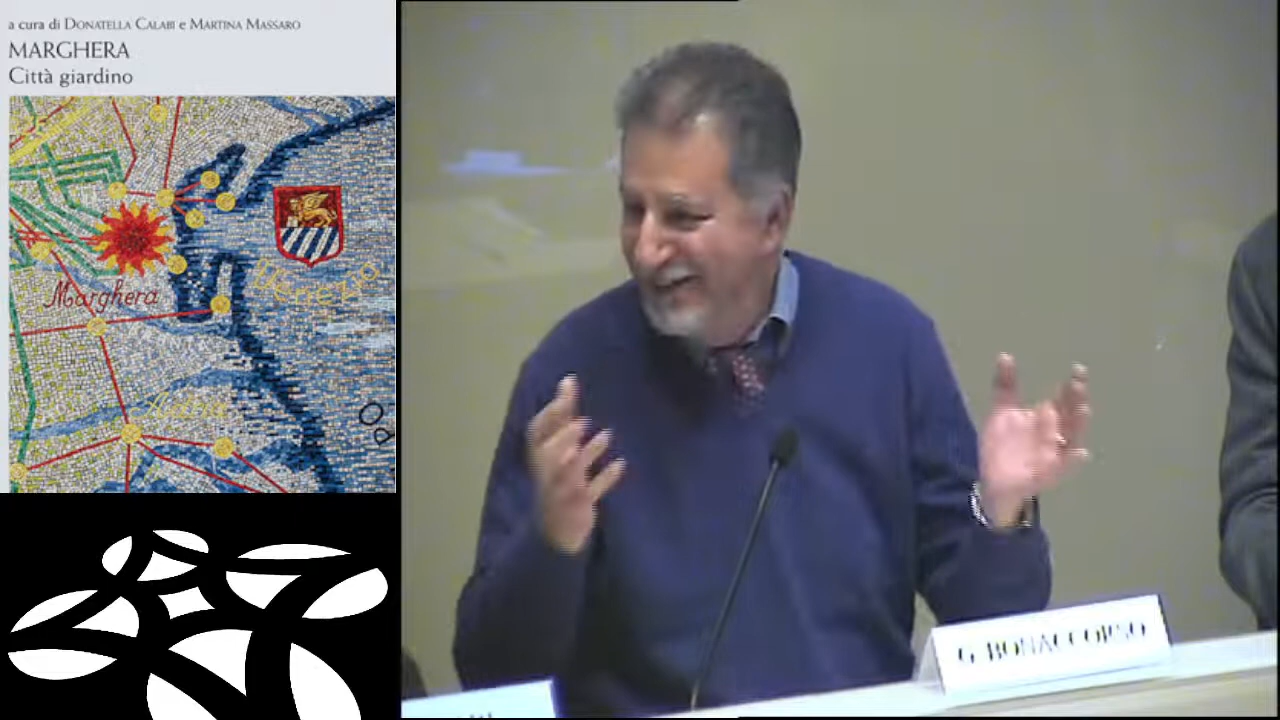 a cura di DONATELLA CALABI e MARTINA MASSARO
MARGHERA
Città giardino
Marghera
Venezia
G. BONACCORSO